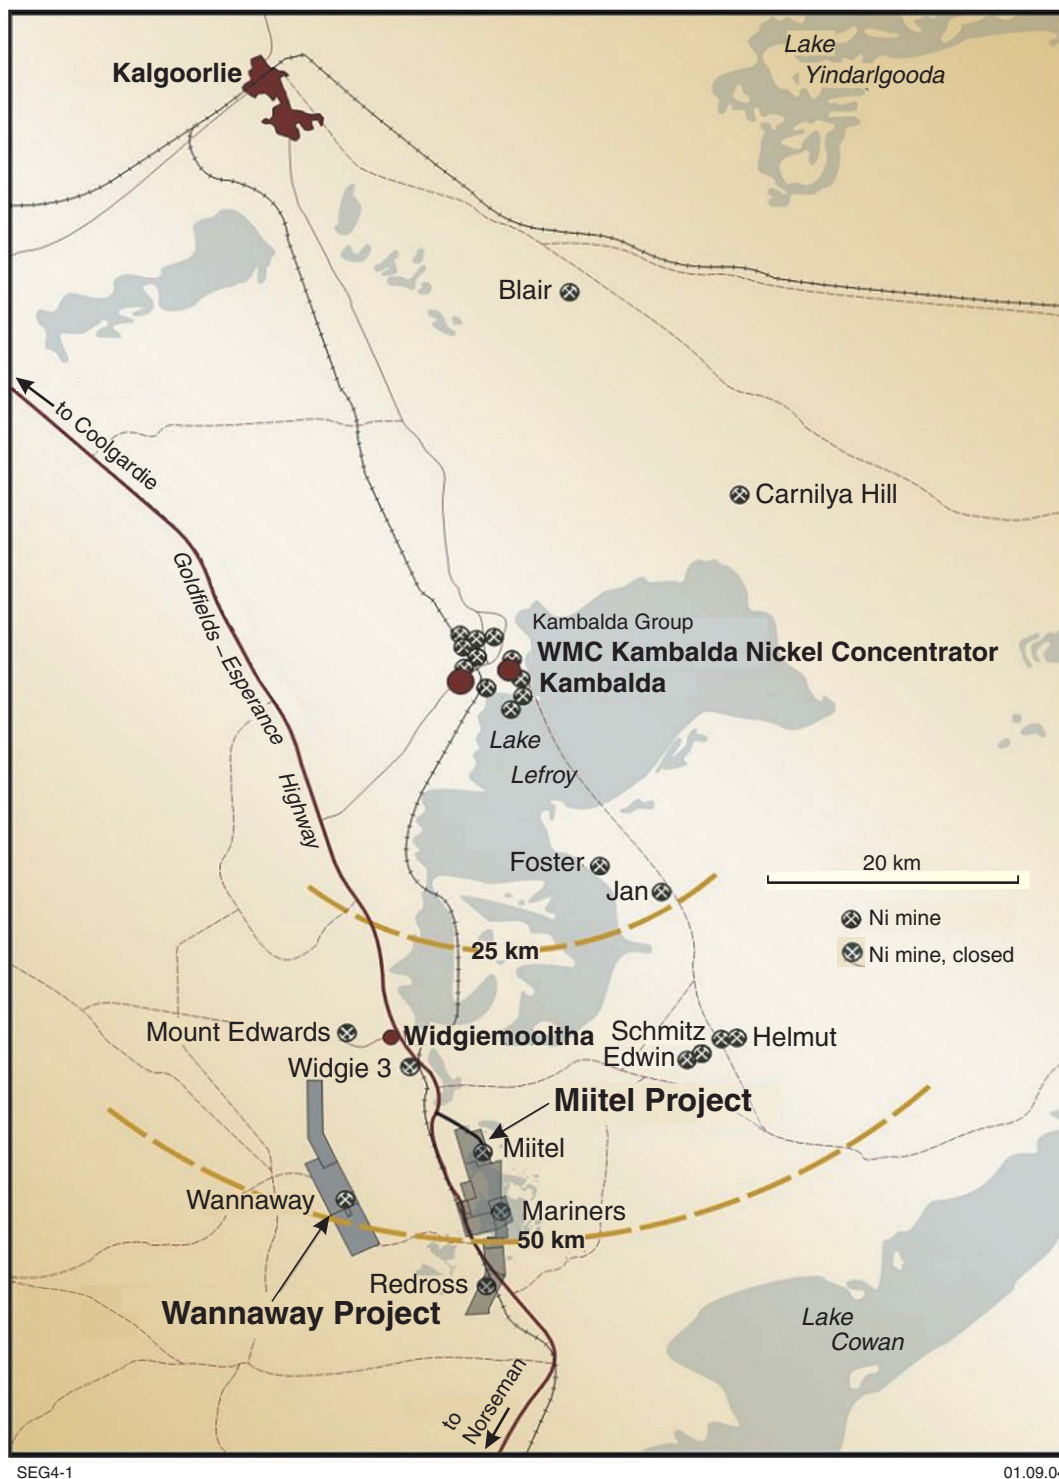 Lake
Yindarlgooda
Kalgoorlie
Blair
to Coolgardie
Carnilya Hill
Goldfields – Esperance
Highway
Kambalda Group
WMC Kambalda Nickel Concentrator
Kambalda
Lake
Lefroy
Foster
Jan
20 km
Ni mine
Ni mine, closed
25 km
Mount Edwards
Widgiemooltha
Widgie 3
Schmitz
Helmut
Edwin
Miitel Project
Miitel
Wannaway
Mariners
50 km
Redross
Wannaway Project
Lake
Cowan
to
Norseman
SEG4-1